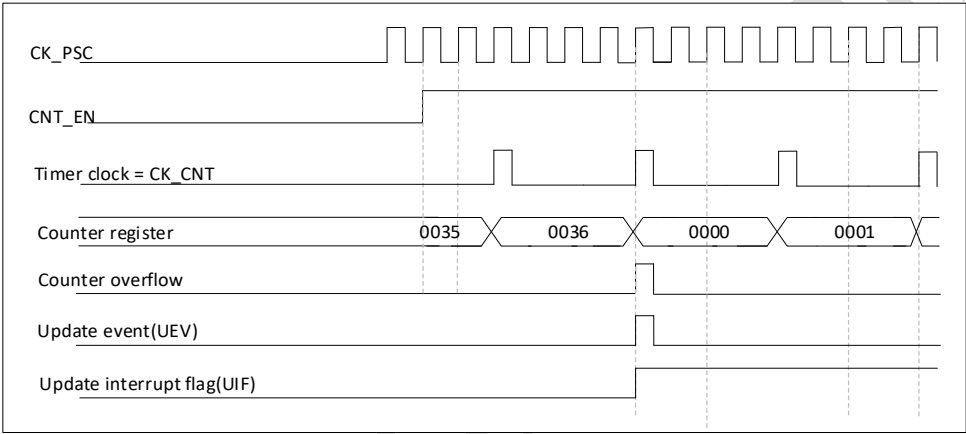 CK_PSC
CNT_EN
Timer clock = CK_CNT
Counter register 0035 0036 0000 0001
Counter overflow
Update event(UEV)
Update interrupt flag(UIF)